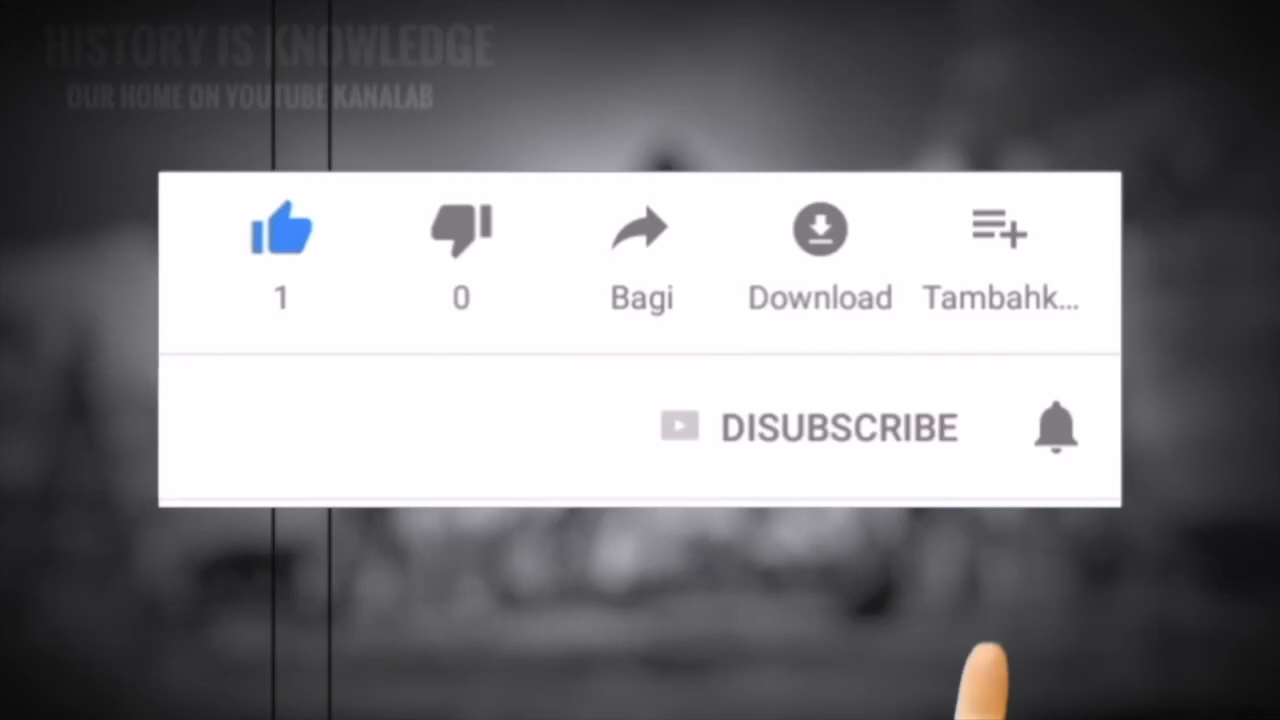 HISTORY IS KNOWLEDGE
OUR HOME ON YOUTUBE KANALAB
1 0 Bagi Download Tambahk...
DISUBSCRIBE